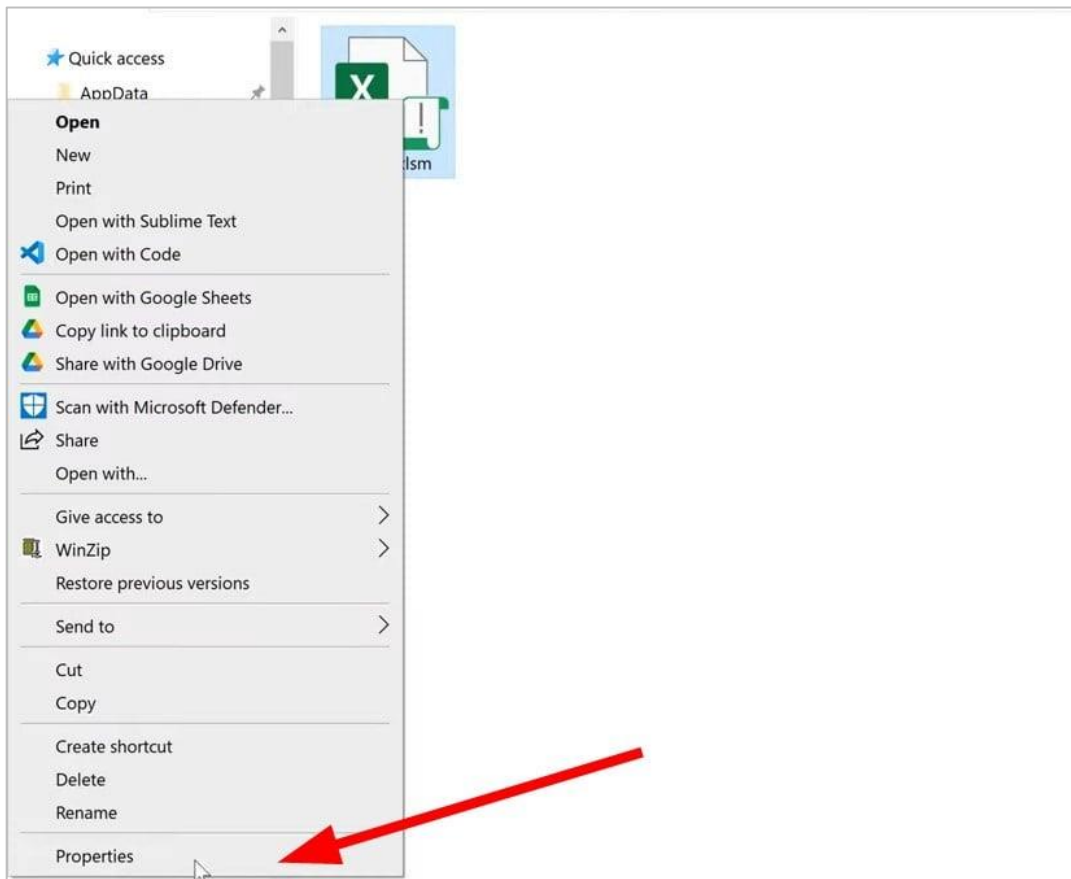 Quick access
AppData
lsm
Open
New
Print
Open with Sublime Text
Open with Code
Open with Google Sheets
Copy link to clipboard
Share with Google Drive
Scan with Microsoft Defender...
Share
Open with...
Give access to
WinZip
Restore previous versions
Send to
Cut
Copy
Create shortcut
Delete
Rename
Properties